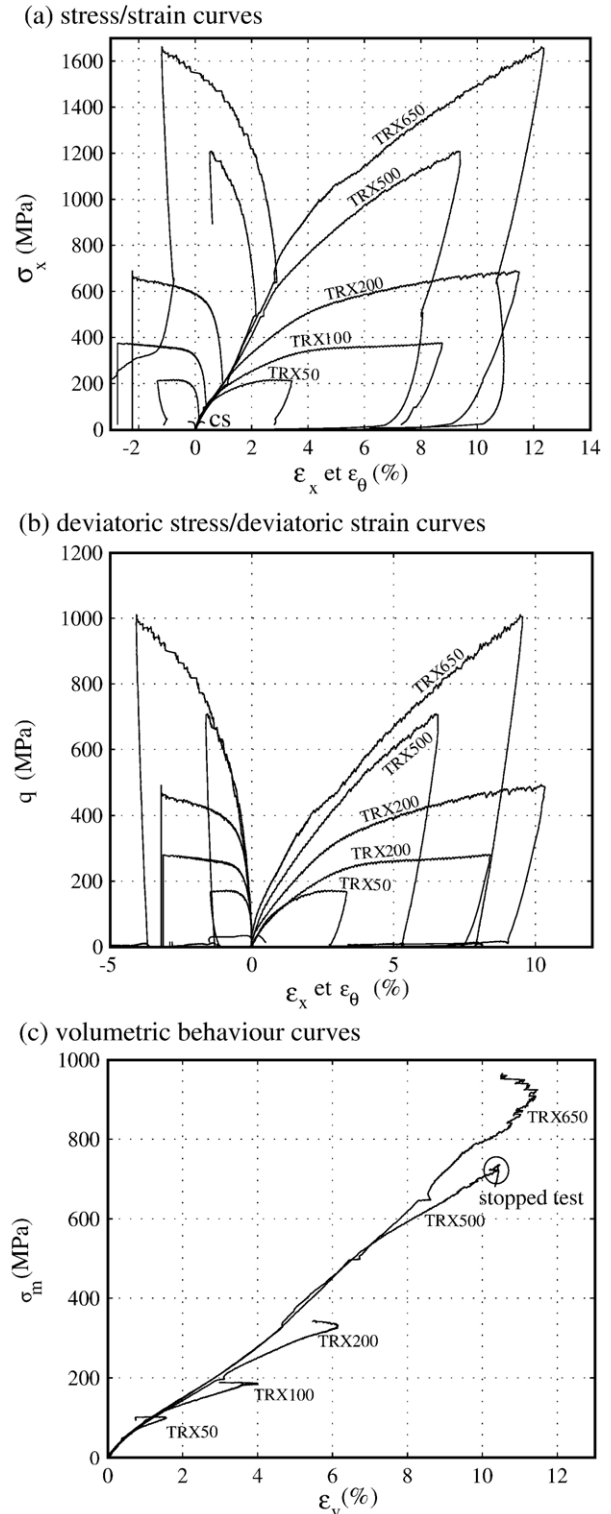 (a) stress/strain curves
1600
1400
1200
1000
800
600
400
200
0
σx (MPa)
TRX650
TRX500
TRX200
TRX100
TRX50
cs
-2 0 2 4 6 8 10 12 14
εx et εθ (%)
(b) deviatoric stress/deviatoric strain curves
1200
1000
800
600
400
200
0
q (MPa)
TRX650
TRX500
TRX200
TRX200
TRX50
-5 0 5 10
εx et εθ (%)
(c) volumetric behaviour curves
1000
800
600
400
200
0
σm (MPa)
TRX650
stopped test
TRX500
TRX200
TRX100
TRX50
0 2 4 6 8 10 12
εv (%)